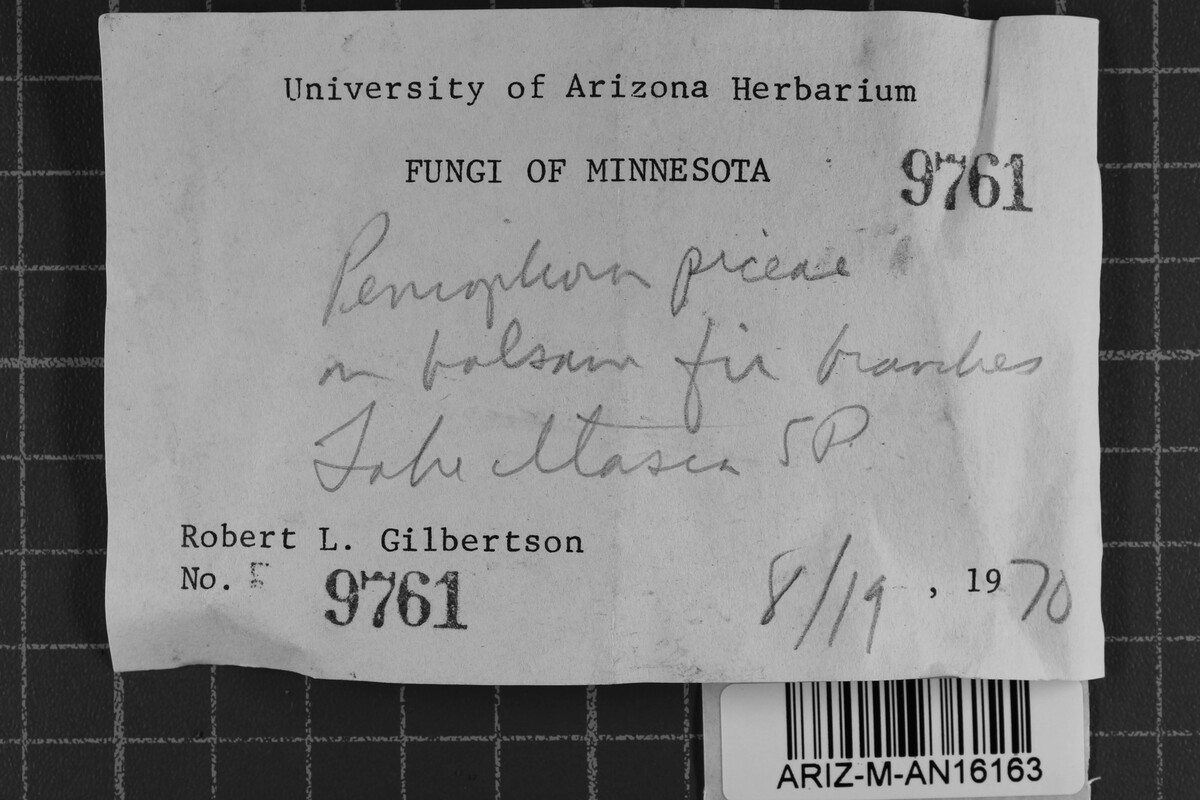 University of Arizona Herbarium
FUNGI OF MINNESOTA 9761
Peniophora piceae
on balsam fir branches
Lake Itasca SP
Robert L. Gilbertson
No. 9761 8/19, 1970
ARIZ-M-AN16163